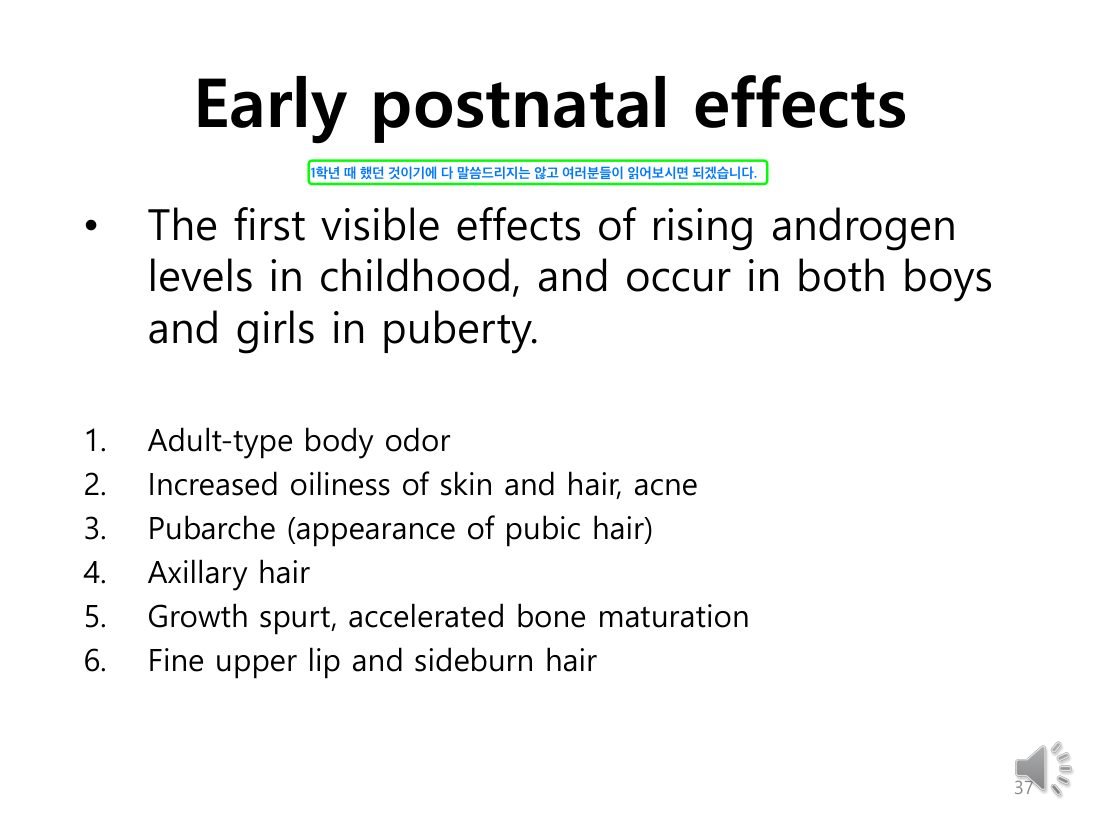 Early postnatal effects
1학년 때 했던 것이기에 다 말씀드리지는 않고 여러분들이 읽어보시면 되겠습니다.
• The first visible effects of rising androgen
levels in childhood, and occur in both boys
and girls in puberty.
1. Adult-type body odor
2. Increased oiliness of skin and hair, acne
3. Pubarche (appearance of pubic hair)
4. Axillary hair
5. Growth spurt, accelerated bone maturation
6. Fine upper lip and sideburn hair
37